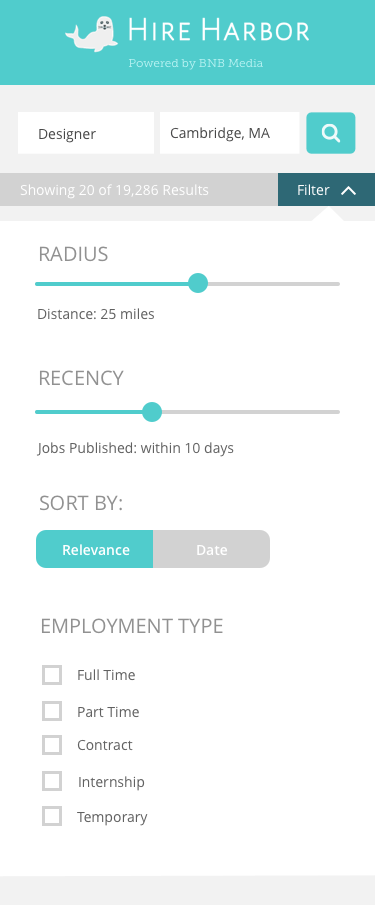 HIRE HARBOR
Powered by BNB Media
Designer
Cambridge, MA
Showing 20 of 19,286 Results
Filter
RADIUS
Distance: 25 miles
RECENCY
Jobs Published: within 10 days
SORT BY:
Relevance
Date
EMPLOYMENT TYPE
Full Time
Part Time
Contract
Internship
Temporary